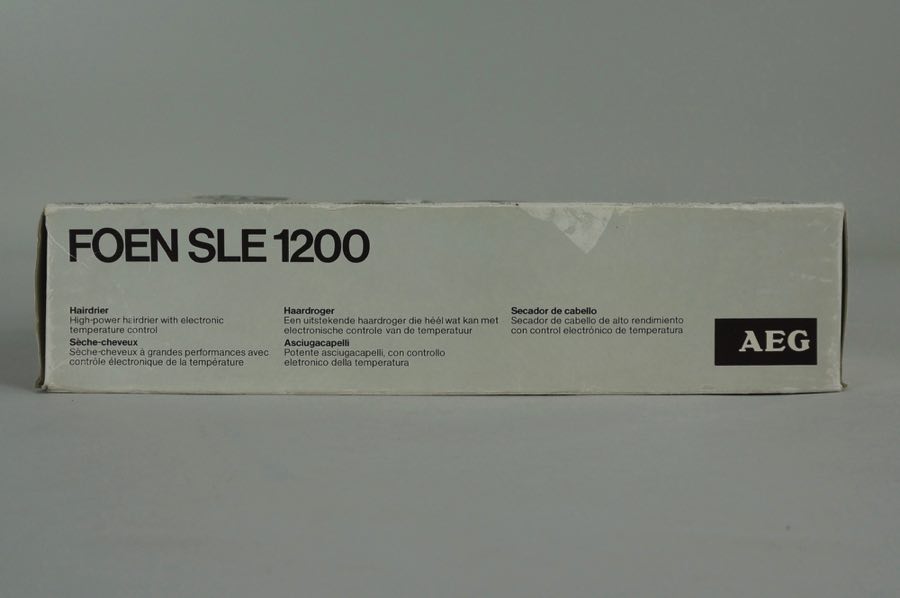 FOEN SLE 1200
Hairdrier
High-power hairdrier with electronic
temperature control
Sèche-cheveux
Sèche-cheveux à grandes performances avec
contrôle électronique de la température
Haardroger
Een uitstekende haardroger die héél wat kan met
electronische controle van de temperatuur
Asciugacapelli
Potente asciugacapelli, con controllo
eletronico della temperatura
Secador de cabello
Secador de cabello de alto rendimiento
con control electrónico de temperatura
AEG